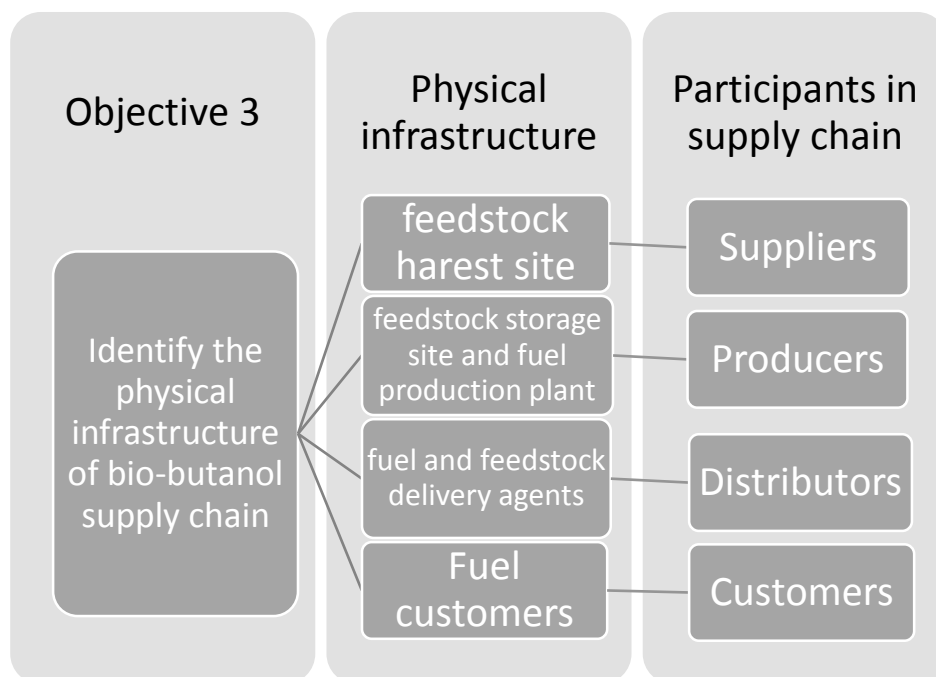 Objective 3
Identify the
physical
infrastructure
of bio-butanol
supply chain
Physical
infrastructure
feedstock
harest site
feedstock storage
site and fuel
production plant
fuel and feedstock
delivery agents
Fuel
customers
Participants in
supply chain
Suppliers
Producers
Distributors
Customers